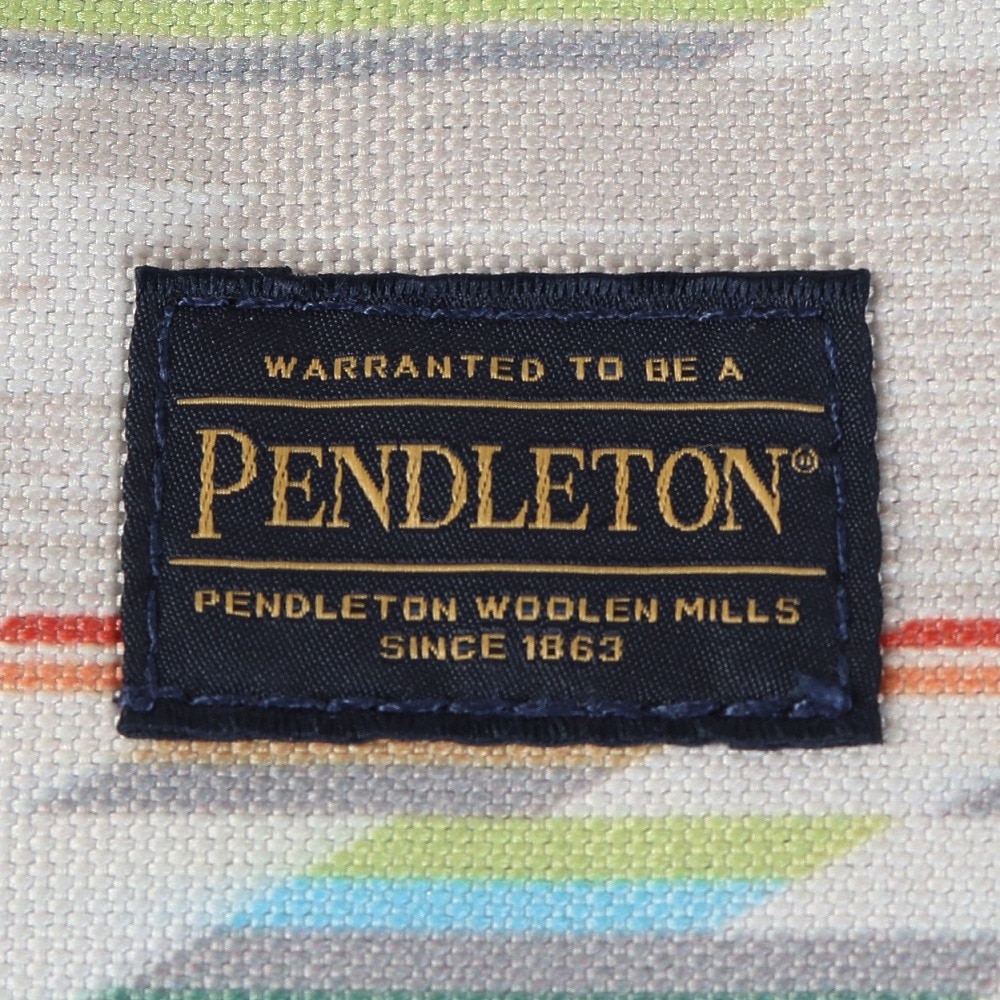 WARRANTED TO BE A
PENDLETON®
PENDLETON WOOLEN MILLS
SINCE 1863